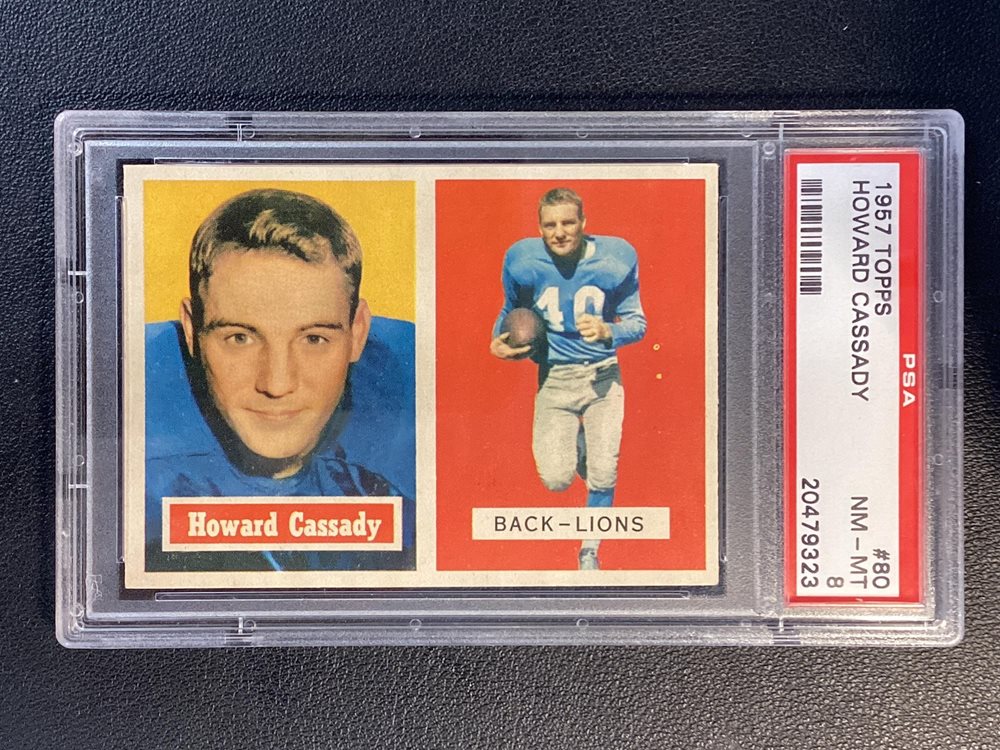 Howard Cassady
40
BACK-LIONS
1957 TOPPS #80
HOWARD CASSADY NM-MT
8
PSA 20479323